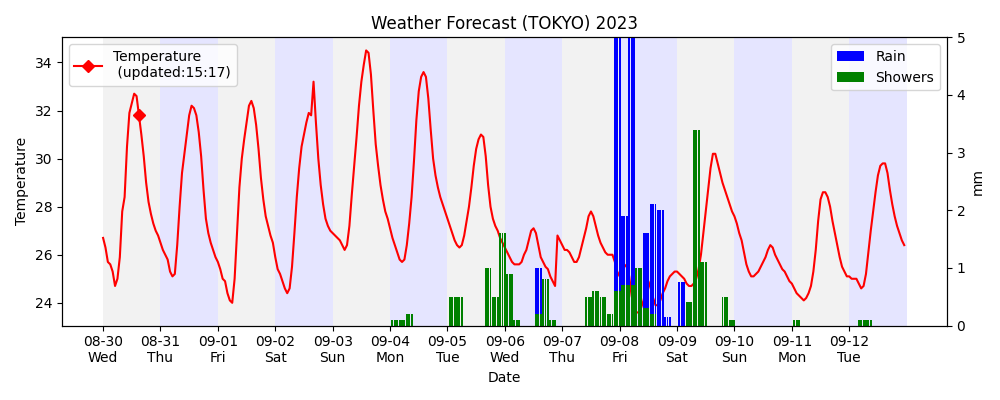 Weather Forecast (TOKYO) 2023
Temperature
(updated:15:17)
Rain
Showers
Temperature
34
32
30
28
26
24
5
4
3
2
1
0
mm
08-30 08-31 09-01 09-02 09-03 09-04 09-05 09-06 09-07 09-08 09-09 09-10 09-11 09-12
Wed Thu Fri Sat Sun Mon Tue Wed Thu Fri Sat Sun Mon Tue
Date